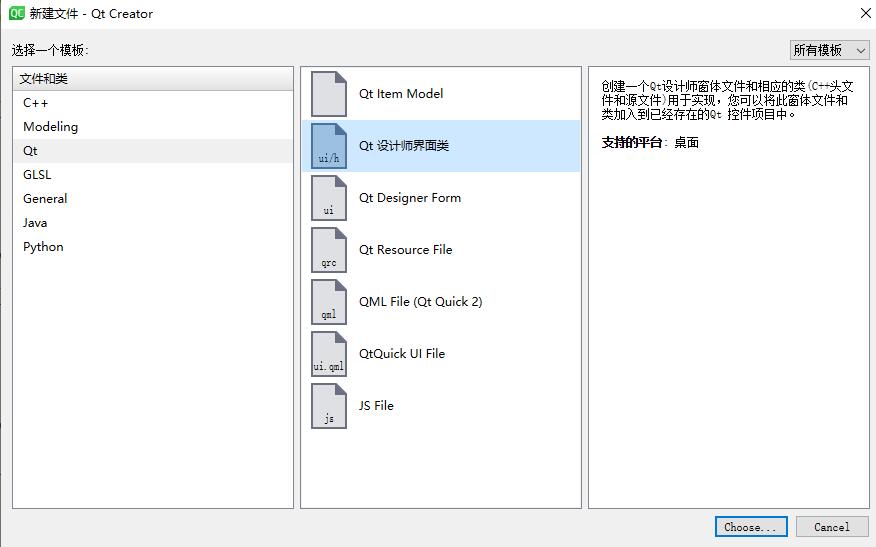 QC 新建文件 - Qt Creator
选择一个模板:
所有模板
文件和类
C++
Modeling
Qt
GLSL
General
Java
Python
Qt Item Model
ui/h
Qt 设计师界面类
ui
Qt Designer Form
qrc
Qt Resource File
qml
QML File (Qt Quick 2)
ui.qml
QtQuick UI File
js
JS File
创建一个Qt设计师窗体文件和相应的类(C++头
文件和源文件)用于实现，您可以将此窗体文件和
类加入到已经存在的Qt 控件项目中。
支持的平台: 桌面
Choose...
Cancel